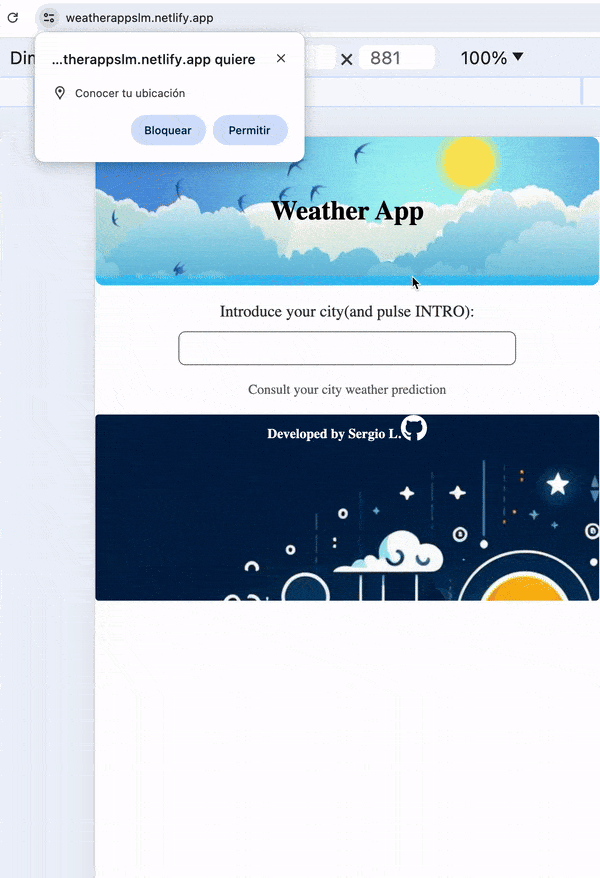 weatherappslm.netlify.app
...therappslm.netlify.app quiere
Conocer tu ubicación
Bloquear Permitir
Din
× 881 100%
Weather App
Introduce your city(and pulse INTRO):
Consult your city weather prediction
Developed by Sergio L.